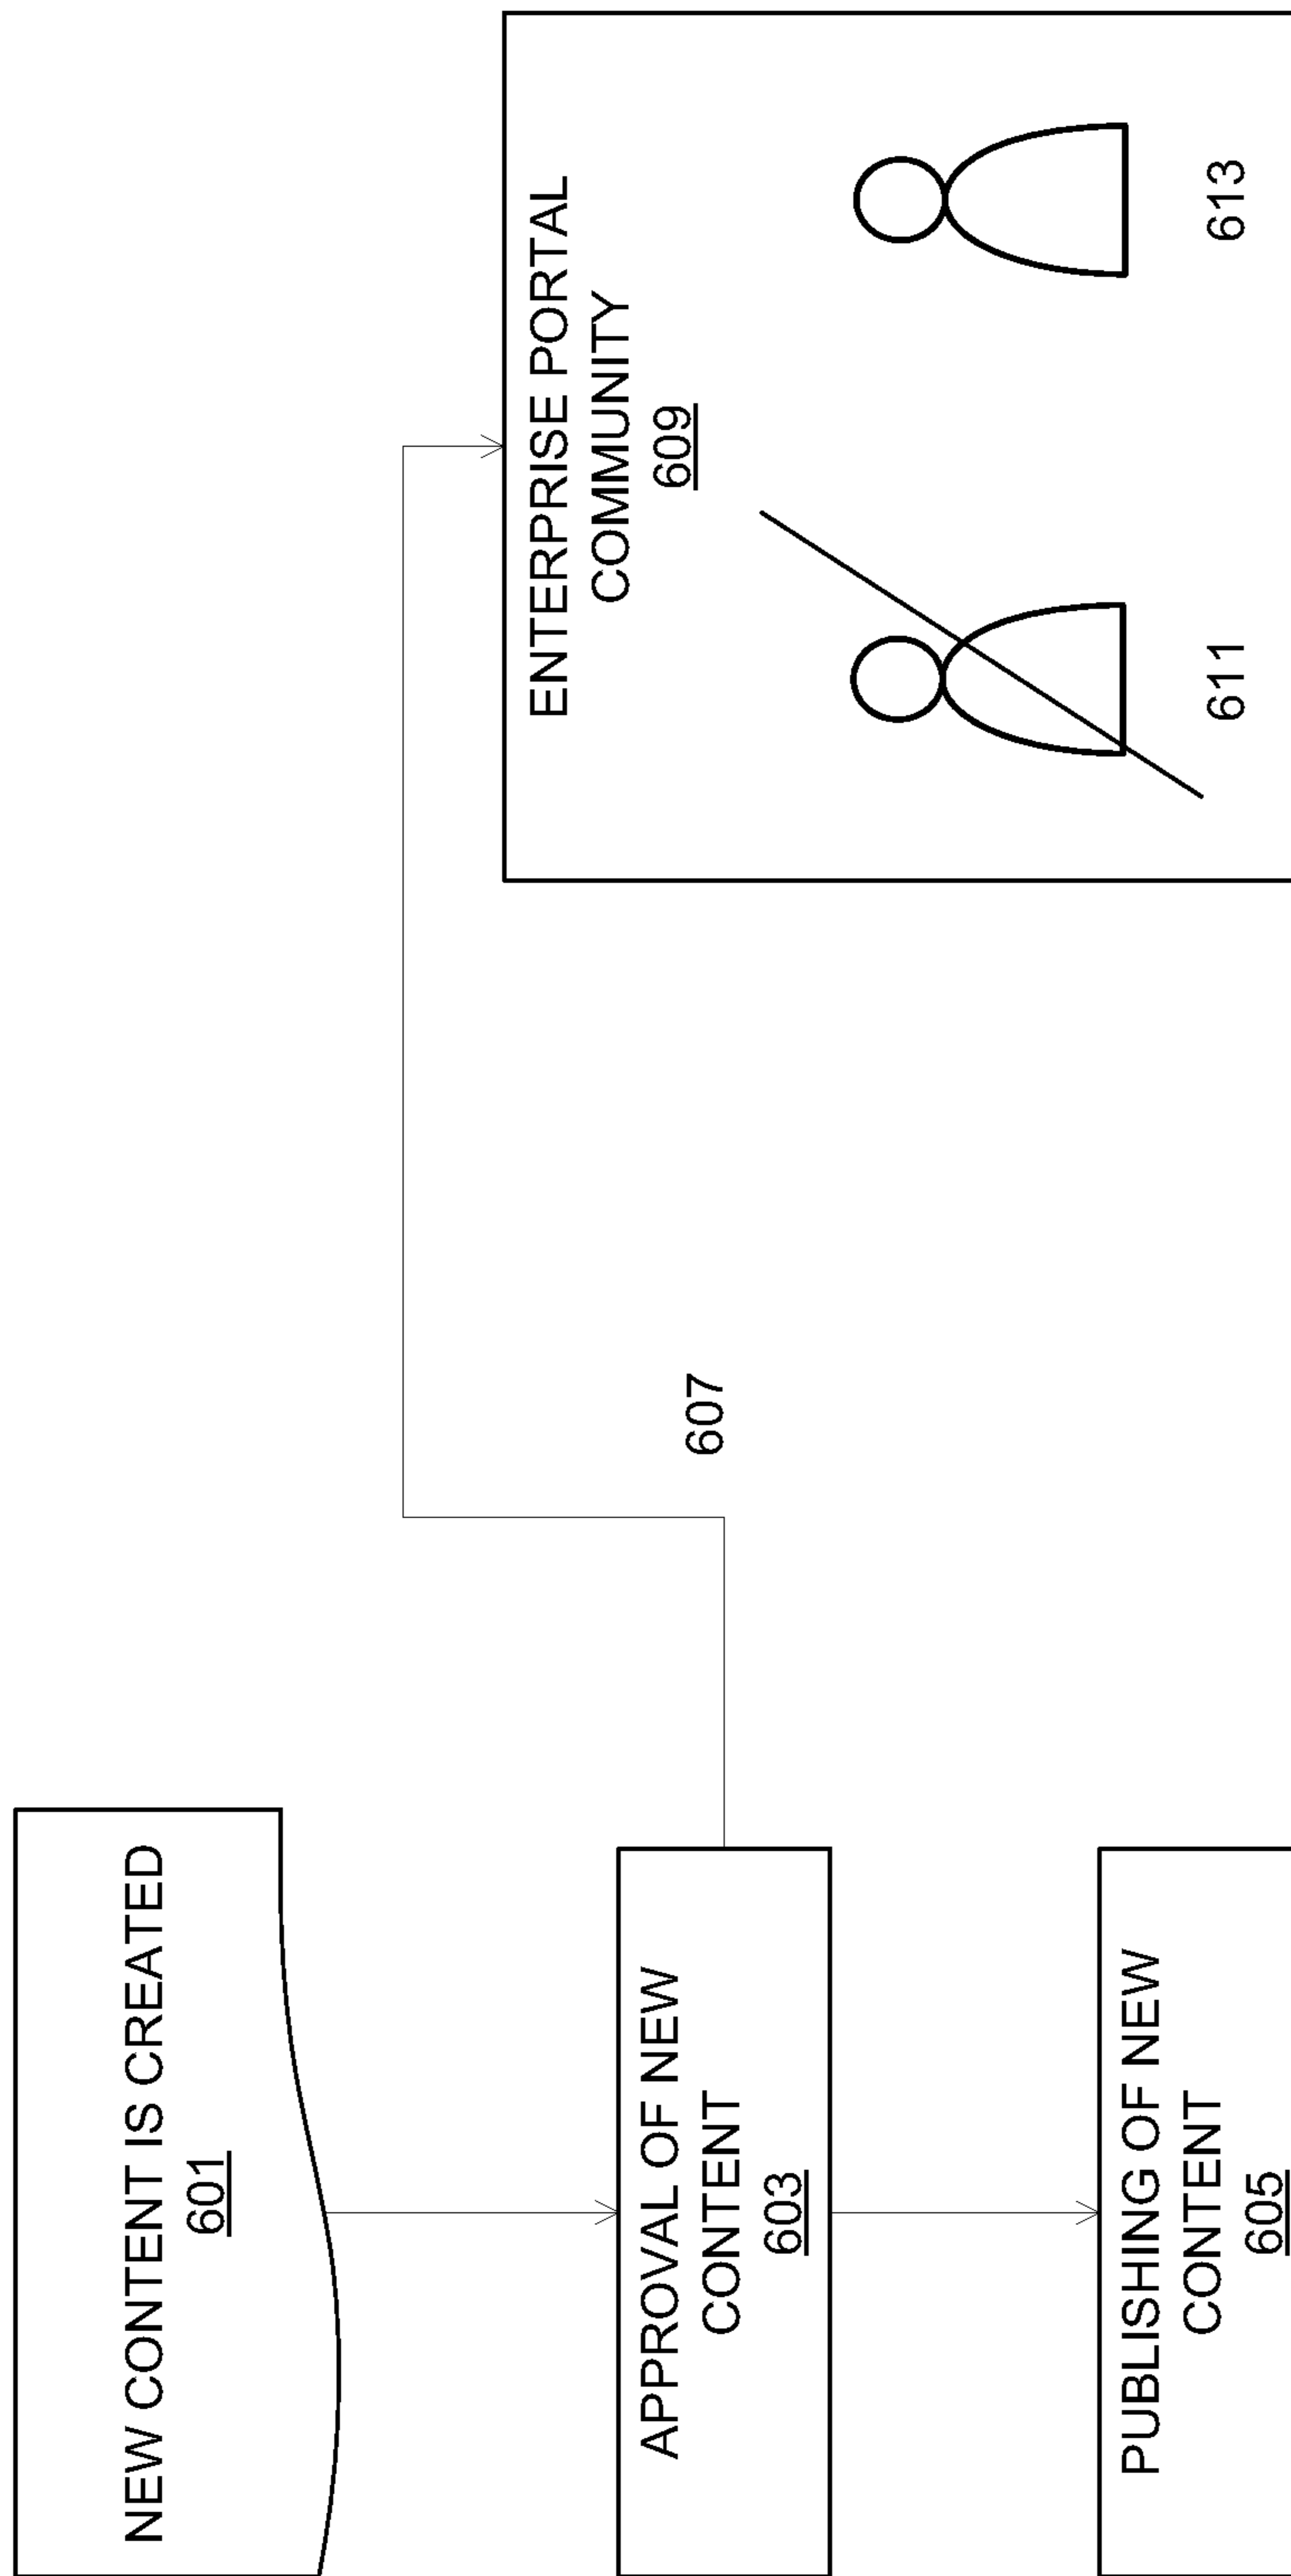 NEW CONTENT IS CREATED
601
APPROVAL OF NEW
CONTENT
603
PUBLISHING OF NEW
CONTENT
605
607
ENTERPRISE PORTAL
COMMUNITY
609
611
613